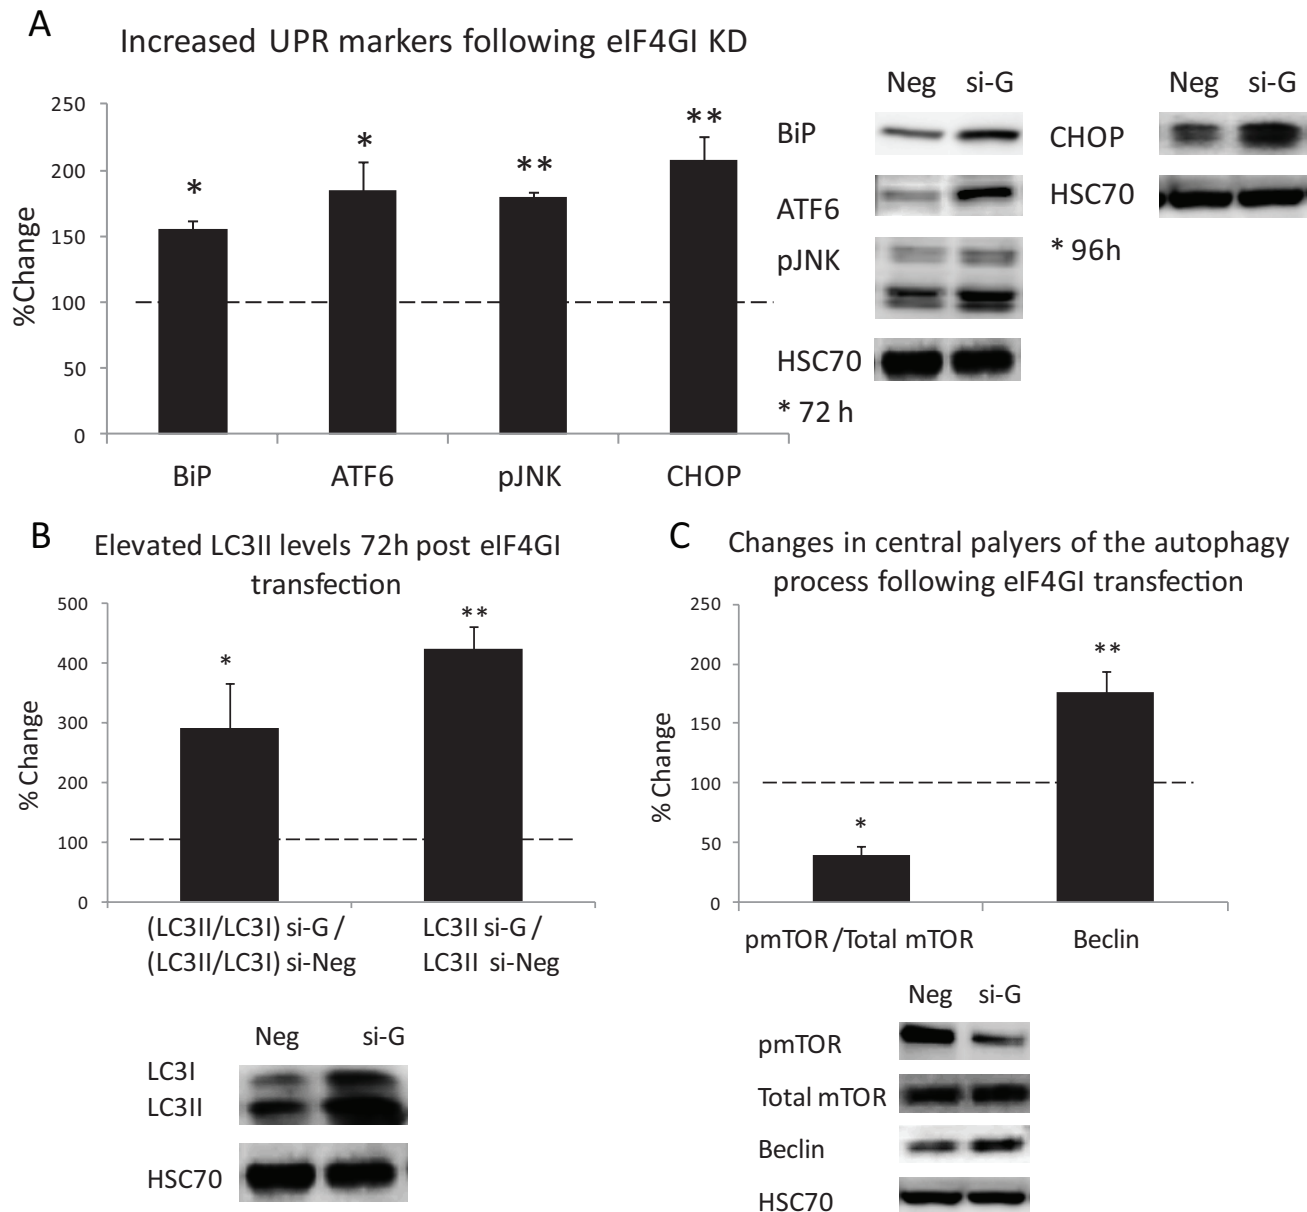 A
Increased UPR markers following eIF4GI KD
%Change
250
200
150
100
50
0
*
*
**
**
BiP
ATF6
pJNK
CHOP
Neg si-G
BiP
ATF6
pJNK
HSC70
* 72 h
Neg si-G
CHOP
HSC70
* 96h
B
Elevated LC3II levels 72h post eIF4GI
transfection
% Change
500
400
300
200
100
0
*
**
(LC3II/LC3I) si-G /
(LC3II/LC3I) si-Neg
LC3II si-G /
LC3II si-Neg
Neg si-G
LC3I
LC3II
HSC70
C
Changes in central palyers of the autophagy
process following eIF4GI transfection
% Change
250
200
150
100
50
0
*
**
pmTOR/Total mTOR
Beclin
Neg si-G
pmTOR
Total mTOR
Beclin
HSC70